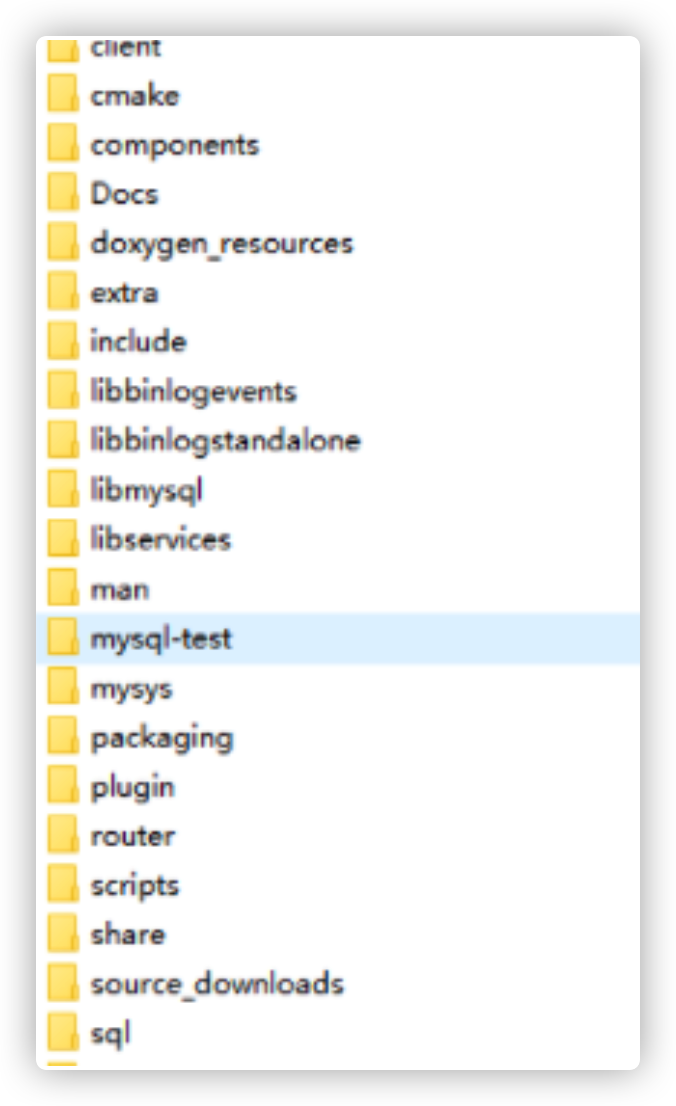 client
cmake
components
Docs
doxygen_resources
extra
include
libbinlogevents
libbinlogstandalone
libmysql
libservices
man
mysql-test
mysys
packaging
plugin
router
scripts
share
source_downloads
sql